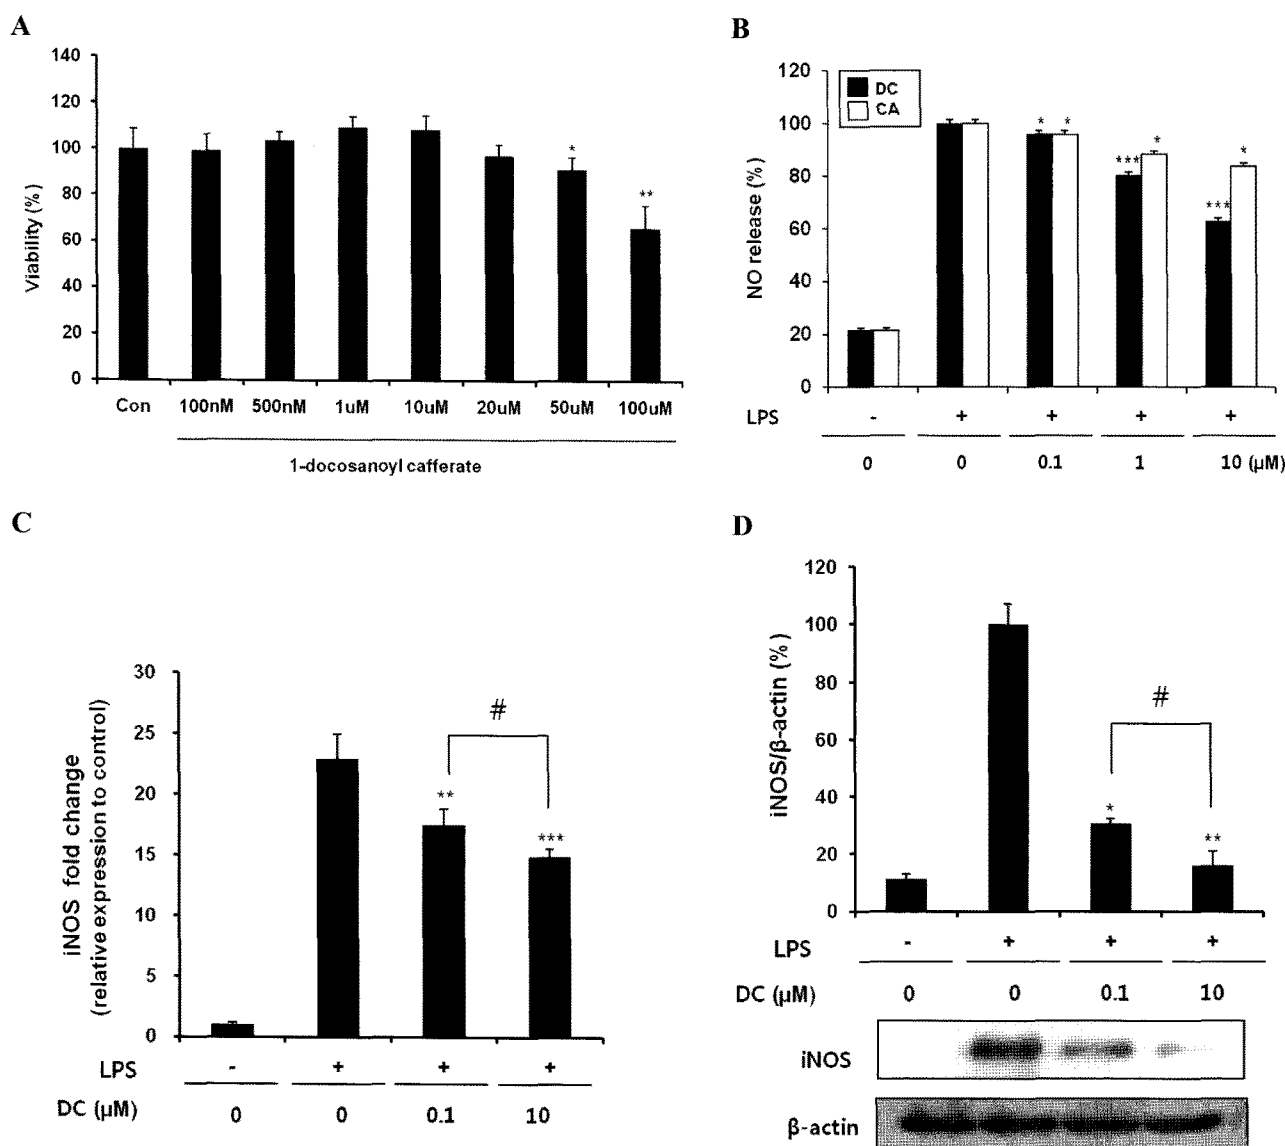 A
Viability (%)
140
120
100
80
60
40
20
0
*
**
Con 100nM 500nM 1uM 10uM 20uM 50uM 100uM
1-docosanoyl cafferate
B
NO release (%)
120
100
80
60
40
20
0
DC
CA
* *
*** *
*** *
LPS - + + + +
0 0 0.1 1 10 (μM)
C
iNOS fold change
(relative expression to control)
30
25
20
15
10
5
0
#
**
***
LPS - + + +
DC (μM) 0 0 0.1 10
D
iNOS/β-actin (%)
120
100
80
60
40
20
0
#
*
**
LPS - + + +
DC (μM) 0 0 0.1 10
iNOS
β-actin